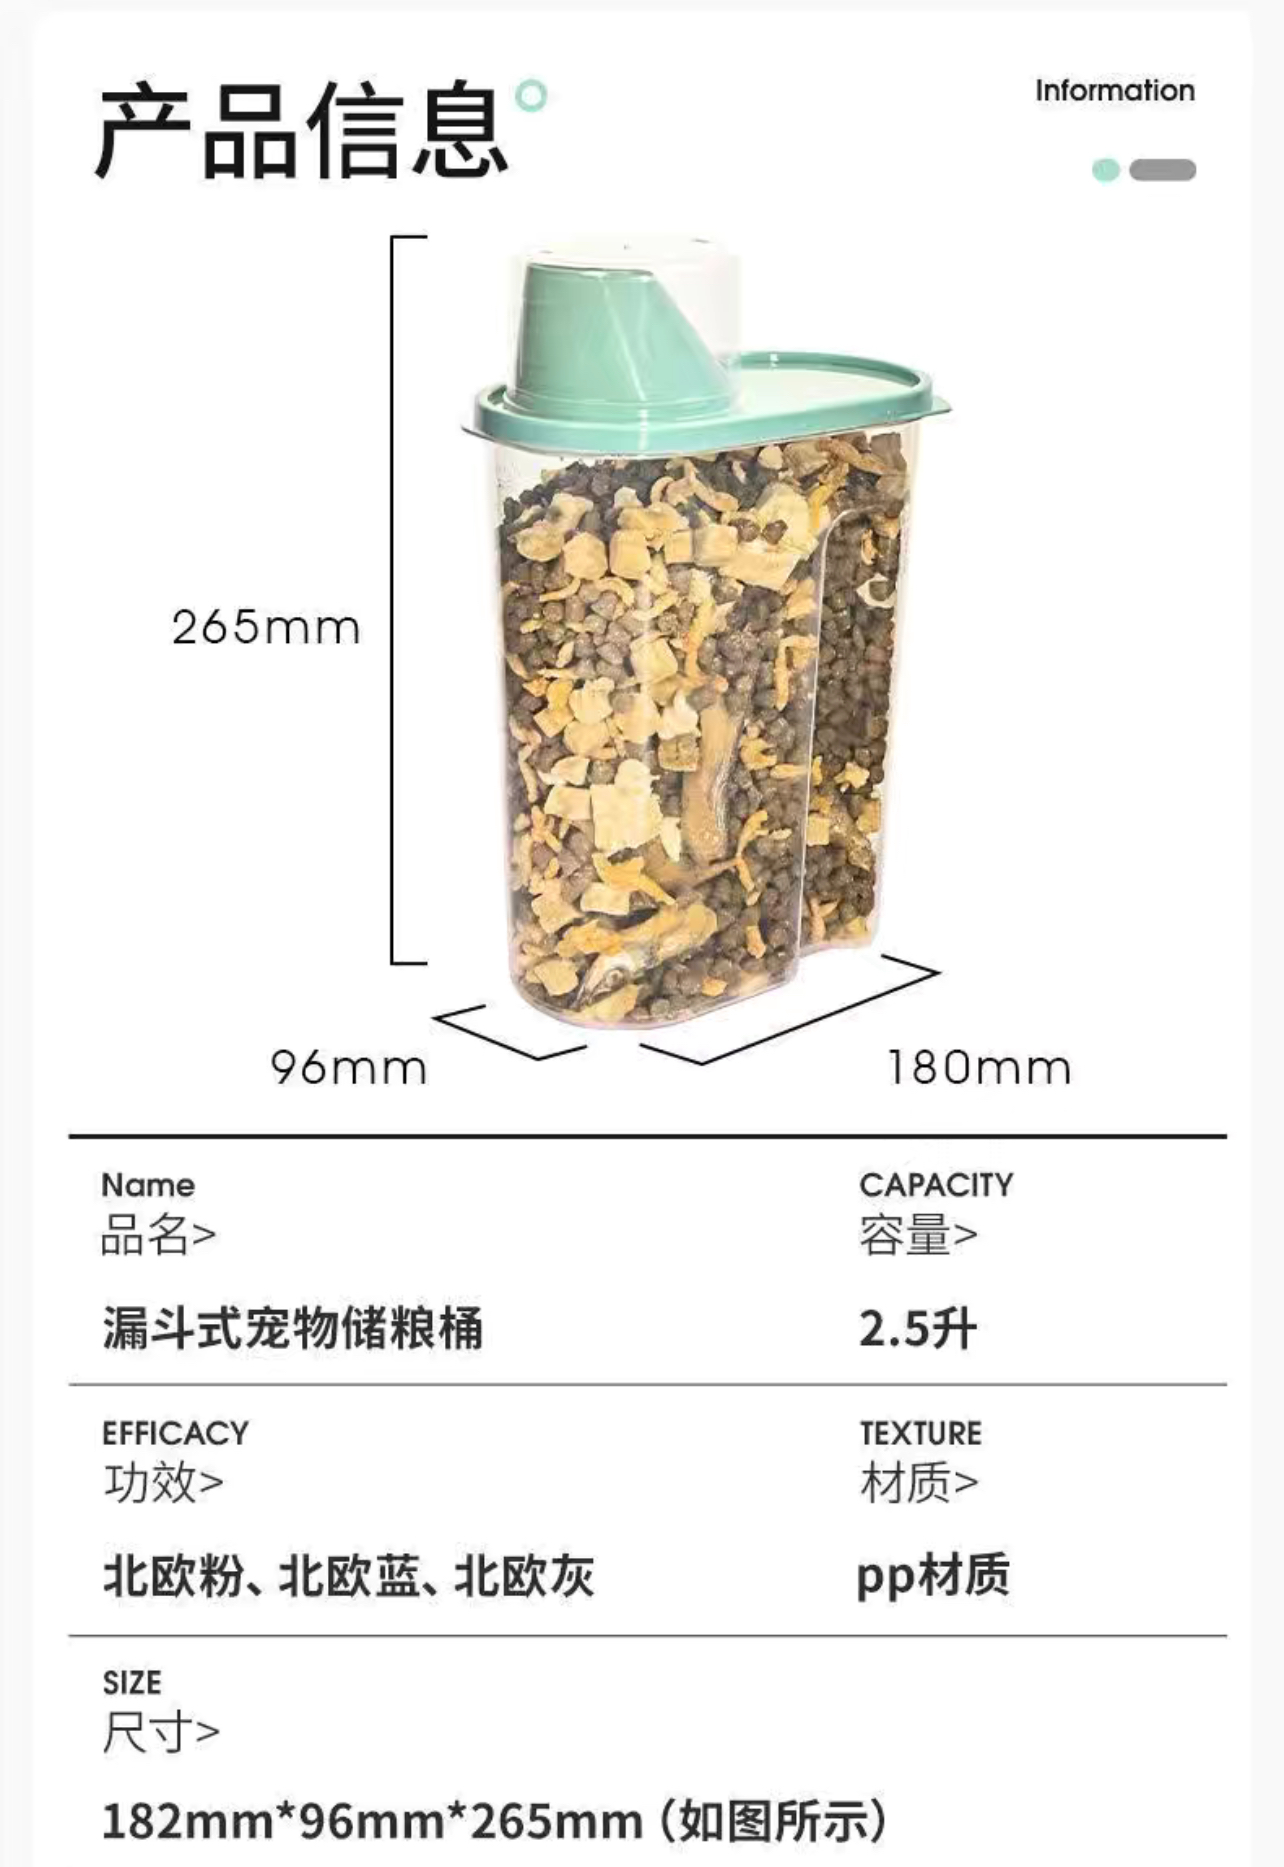 产品信息
Information
265mm
96mm
180mm
Name
品名>
漏斗式宠物储粮桶
CAPACITY
容量>
2.5升
EFFICACY
功效>
北欧粉、北欧蓝、北欧灰
TEXTURE
材质>
pp材质
SIZE
尺寸>
182mm*96mm*265mm（如图所示）